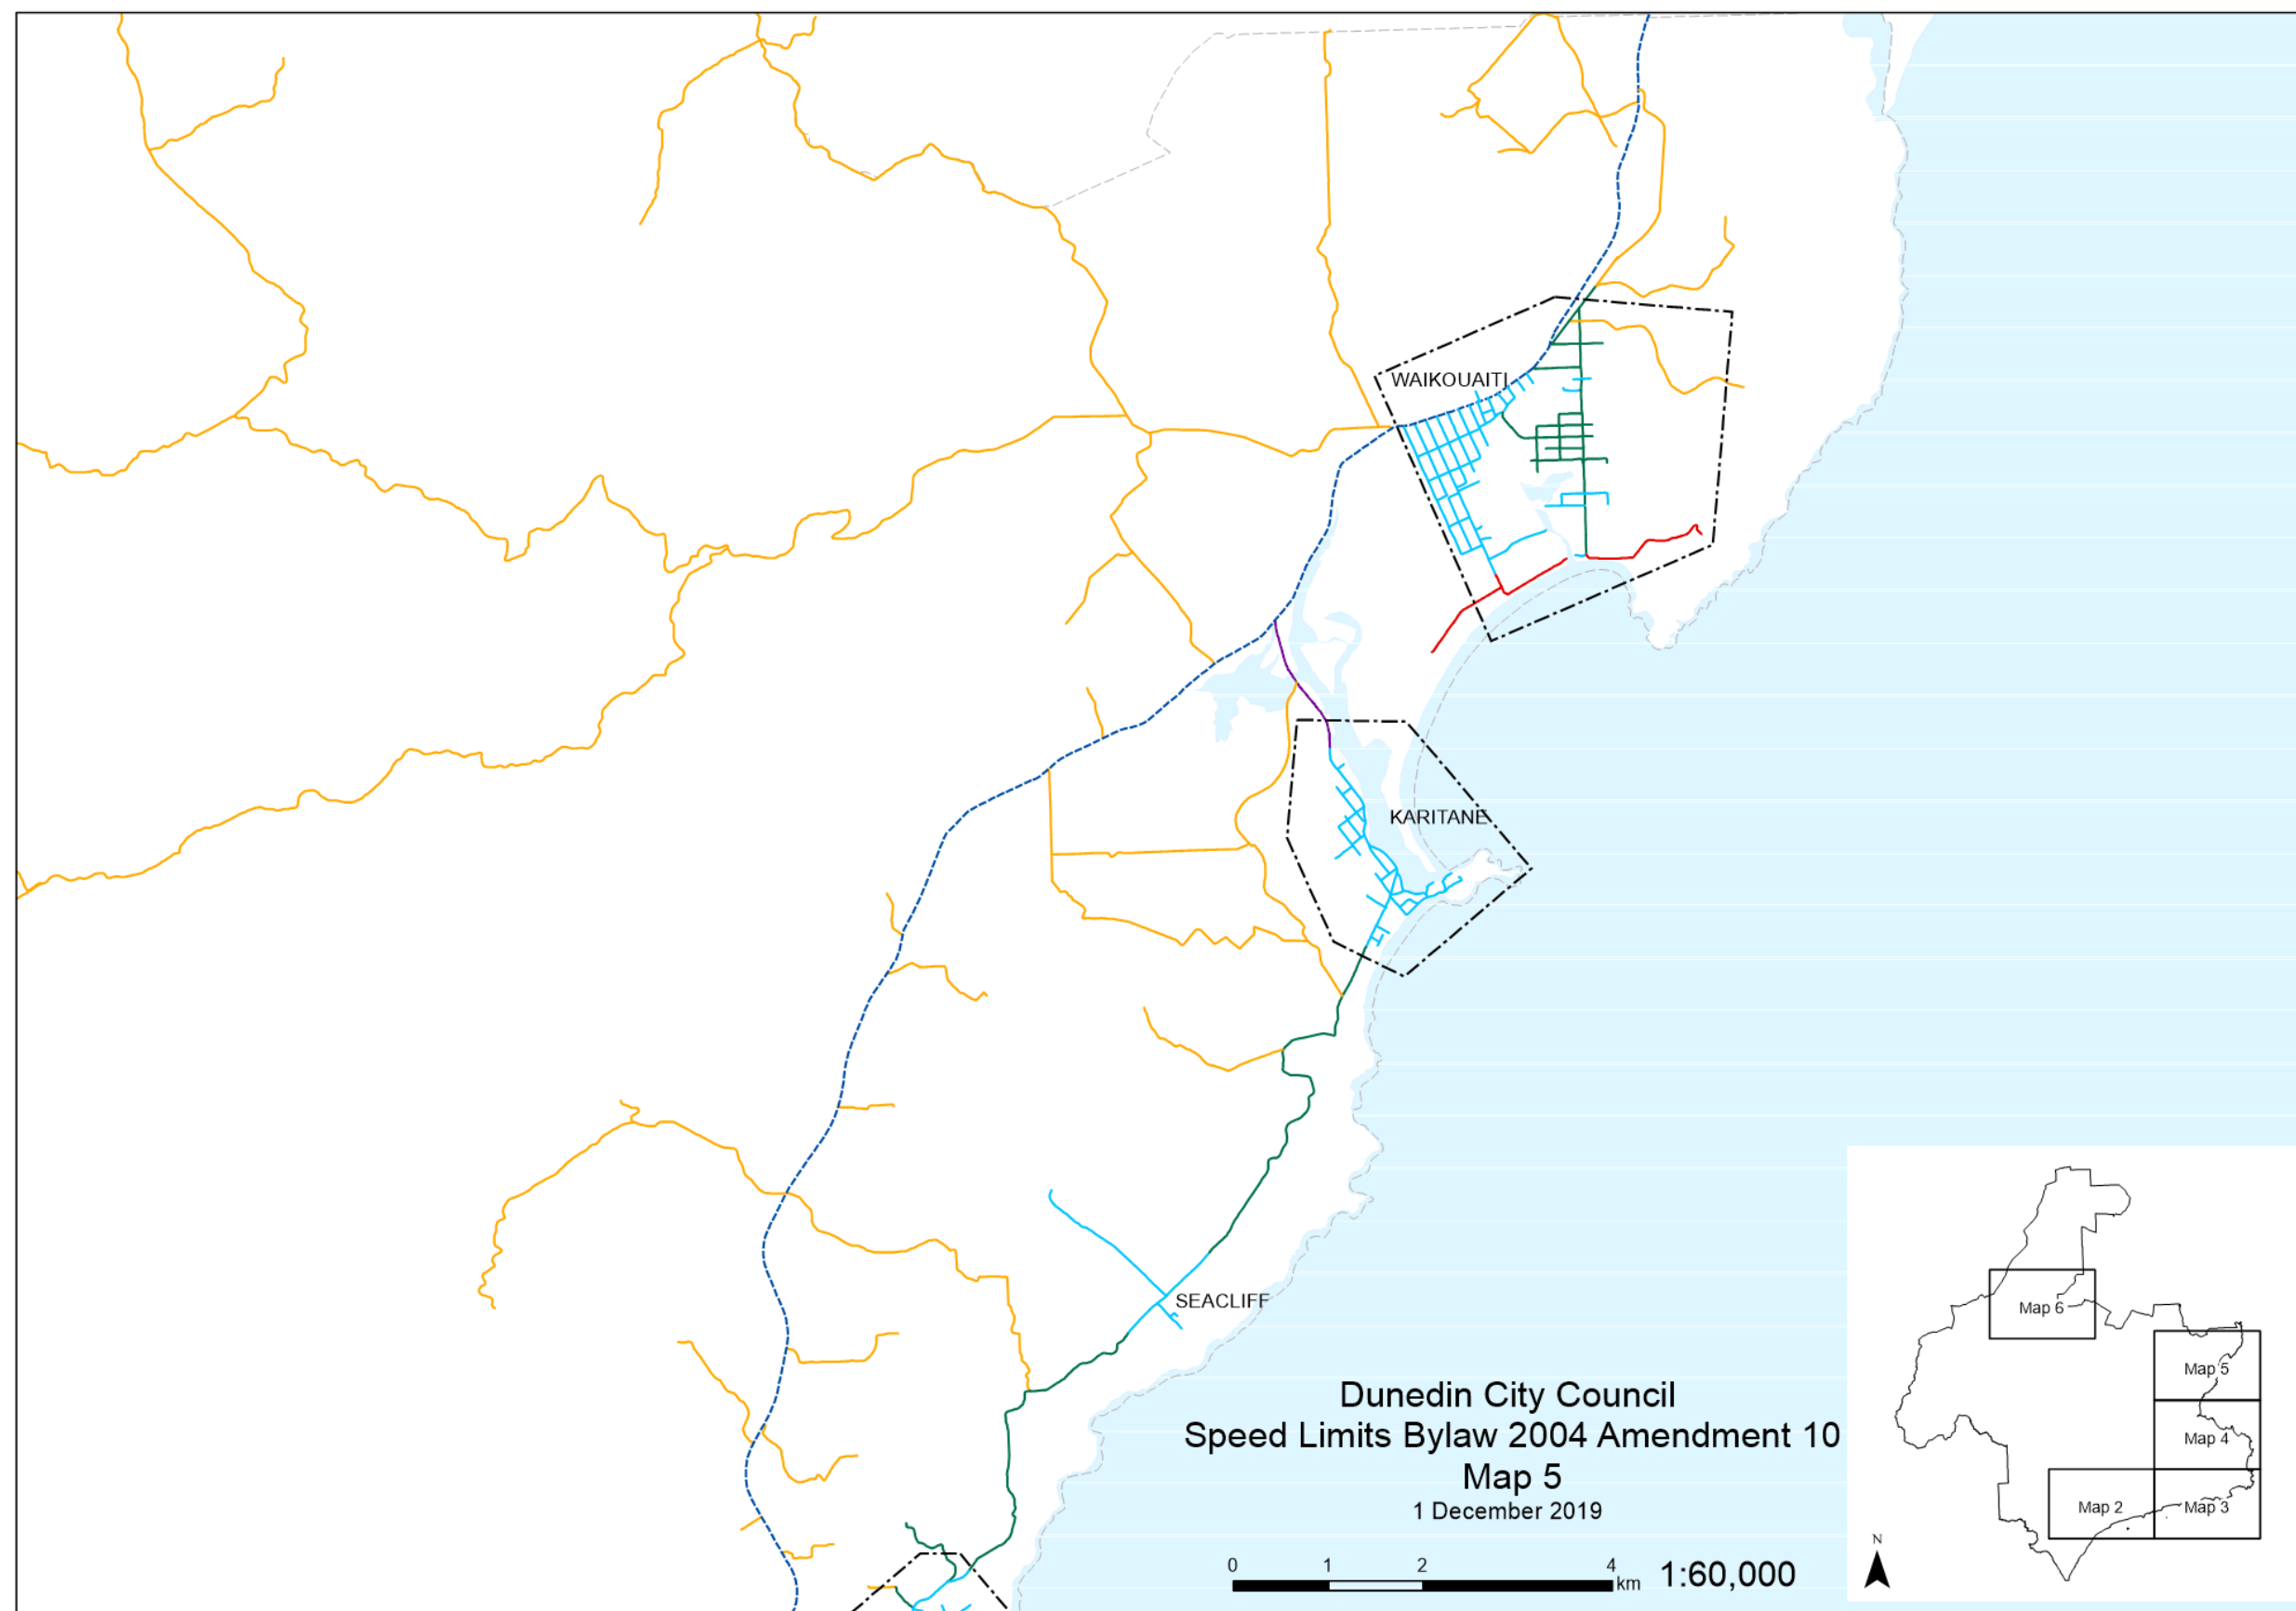 WAIKOUAITI
KARITANE
SEACLIFF
Dunedin City Council
Speed Limits Bylaw 2004 Amendment 10
Map 5
1 December 2019
0 1 2 4
km
1:60,000
Map 6
Map 5
Map 4
Map 2
Map 3
N